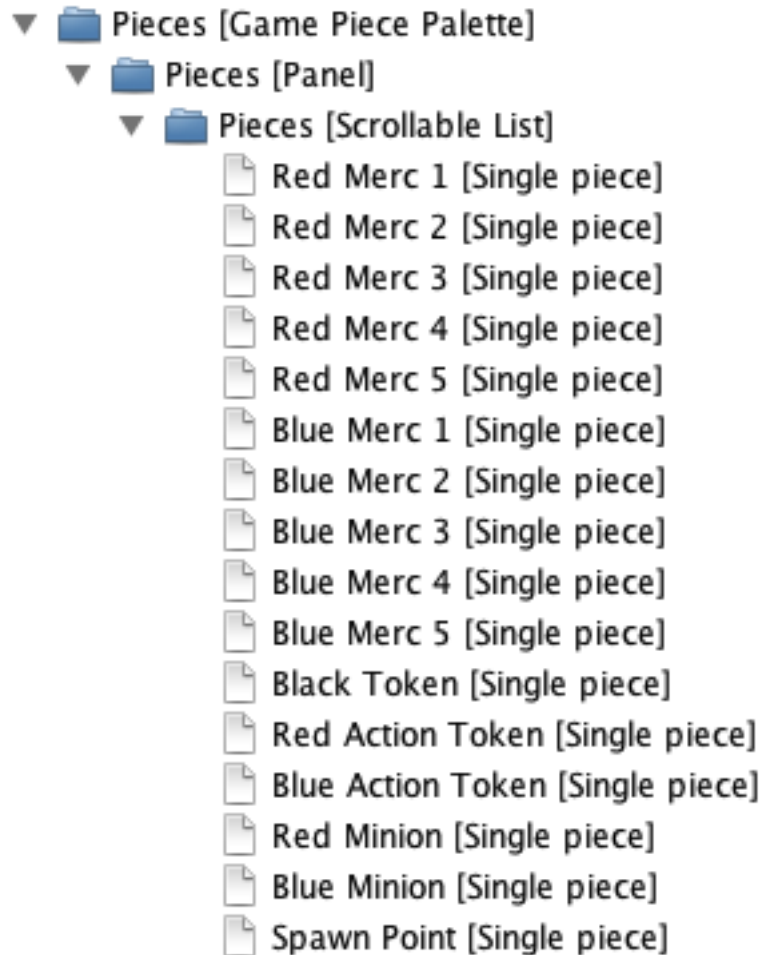 Pieces [Game Piece Palette]
Pieces [Panel]
Pieces [Scrollable List]
Red Merc 1 [Single piece]
Red Merc 2 [Single piece]
Red Merc 3 [Single piece]
Red Merc 4 [Single piece]
Red Merc 5 [Single piece]
Blue Merc 1 [Single piece]
Blue Merc 2 [Single piece]
Blue Merc 3 [Single piece]
Blue Merc 4 [Single piece]
Blue Merc 5 [Single piece]
Black Token [Single piece]
Red Action Token [Single piece]
Blue Action Token [Single piece]
Red Minion [Single piece]
Blue Minion [Single piece]
Spawn Point [Single piece]